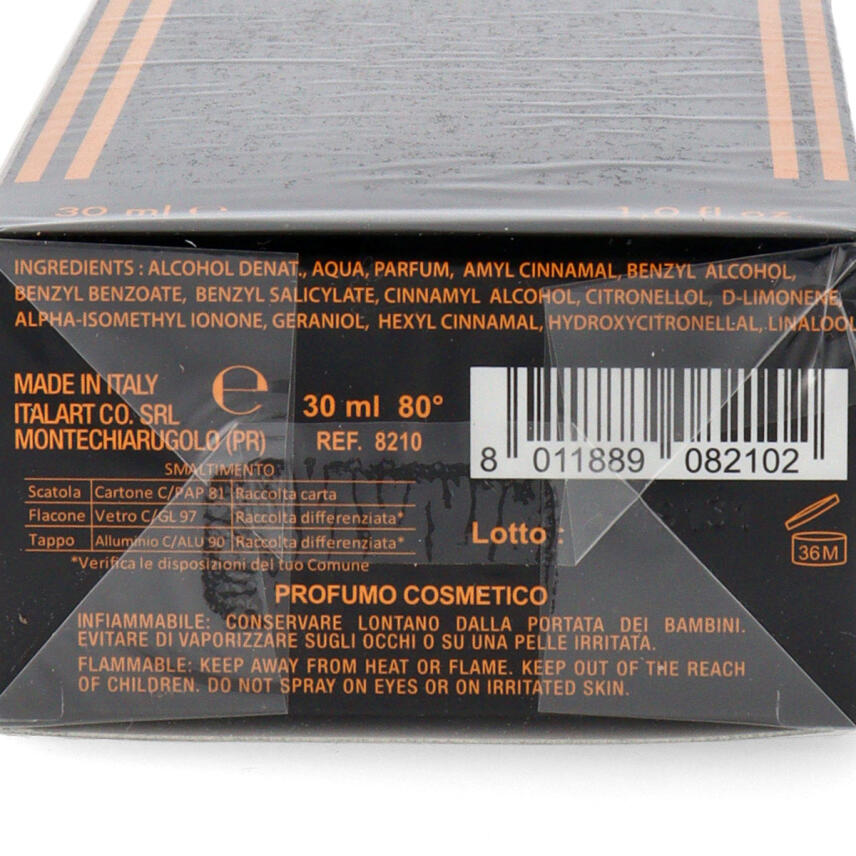 30 ml e 1.0 fl oz
INGREDIENTS : ALCOHOL DENAT., AQUA, PARFUM, AMYL CINNAMAL, BENZYL ALCOHOL,
BENZYL BENZOATE, BENZYL SALICYLATE, CINNAMYL ALCOHOL, CITRONELLOL, D-LIMONENE,
ALPHA-ISOMETHYL IONONE, GERANIOL, HEXYL CINNAMAL, HYDROXYCITRONELLAL, LINALOOL
MADE IN ITALY
ITALART CO. SRL
MONTECHIARUGOLO (PR)
e
30 ml 80°
REF. 8210
8 011889 082102
SMALTIMENTO
Scatola Cartone C/PAP 81 Raccolta carta
Flacone Vetro C/GL 97 Raccolta differenziata*
Tappo Alluminio C/ALU 90 Raccolta differenziata*
*Verifica le disposizioni del tuo Comune
Lotto :
36 M
PROFUMO COSMETICO
INFIAMMABILE: CONSERVARE LONTANO DALLA PORTATA DEI BAMBINI.
EVITARE DI VAPORIZZARE SUGLI OCCHI O SU UNA PELLE IRRITATA.
FLAMMABLE: KEEP AWAY FROM HEAT OR FLAME. KEEP OUT OF THE REACH
OF CHILDREN. DO NOT SPRAY ON EYES OR ON IRRITATED SKIN.